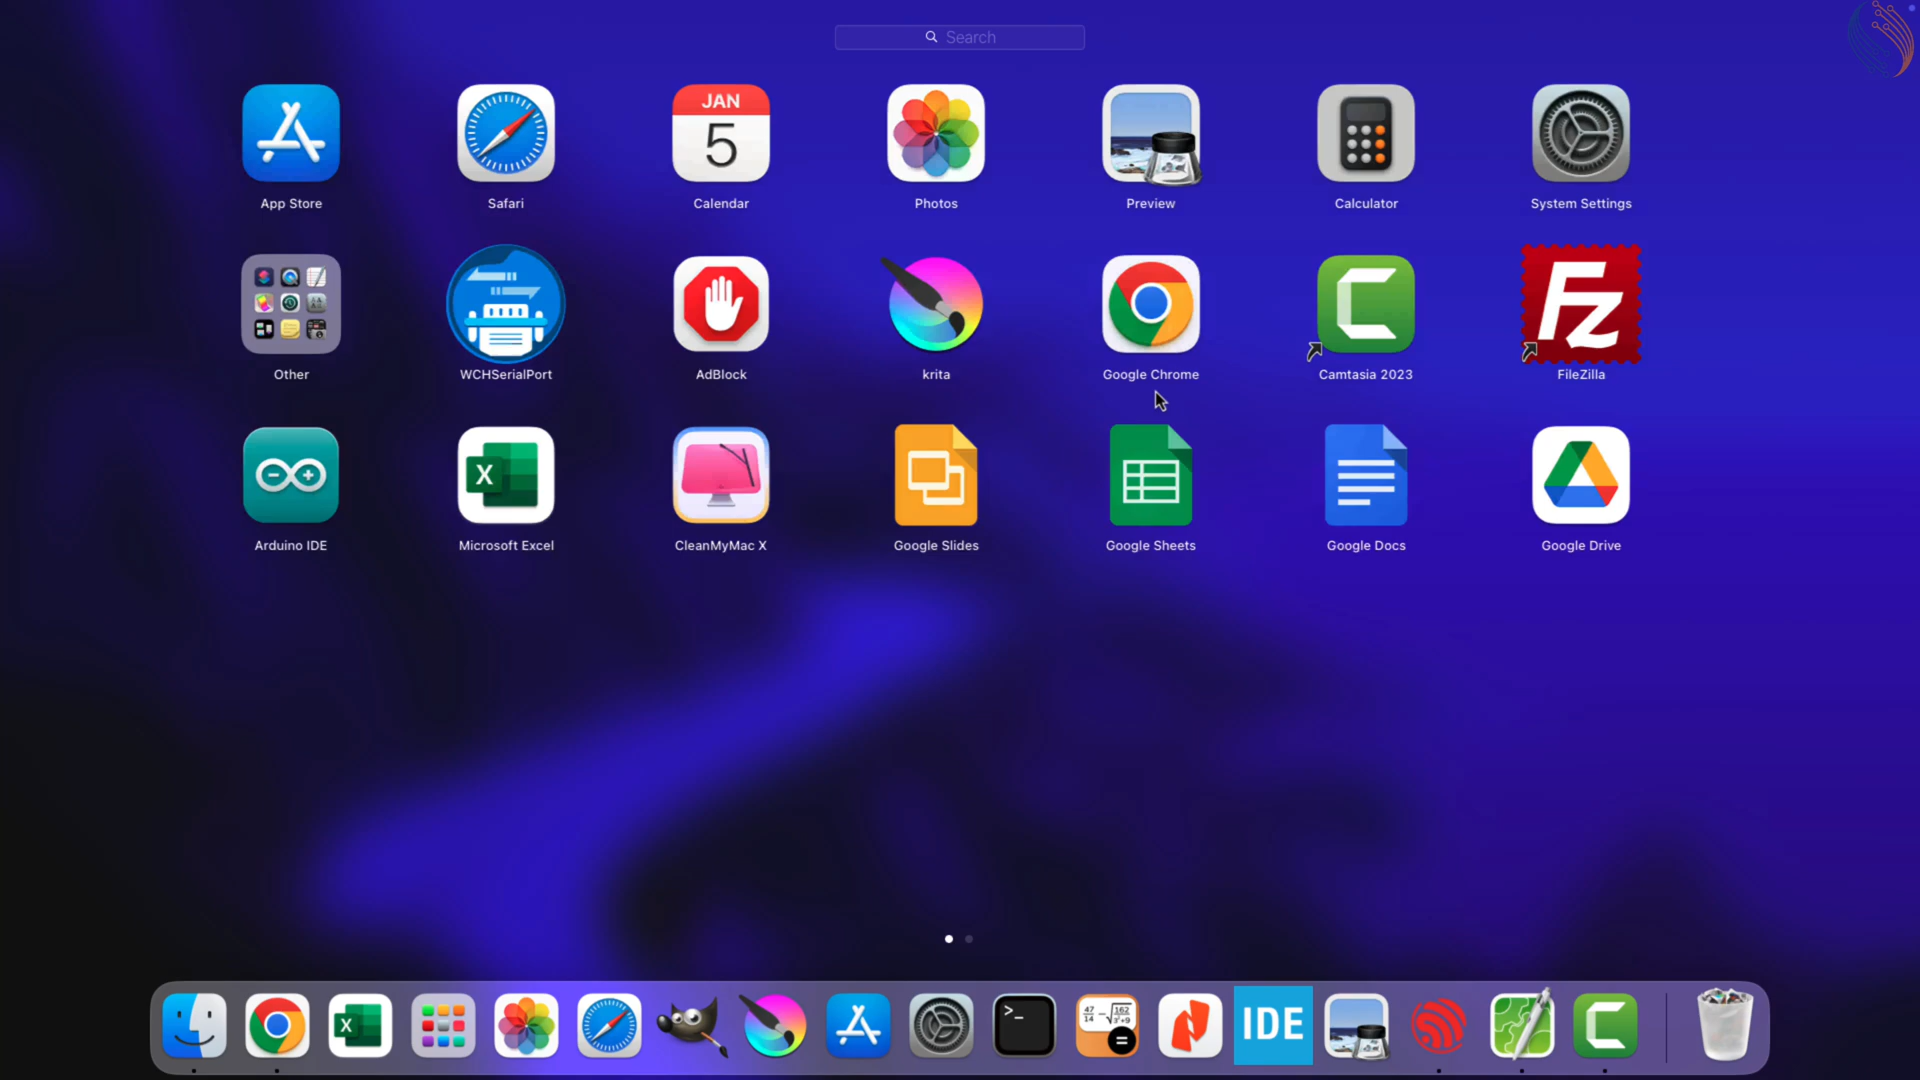 Search
App Store
Safari
JAN
5
Calendar
Photos
Preview
Calculator
System Settings
Other
WCHSerialPort
AdBlock
krita
Google Chrome
Camtasia 2023
Fz
FileZilla
Arduino IDE
X
Microsoft Excel
CleanMyMac X
Google Slides
Google Sheets
Google Docs
Google Drive
X
>_
IDE